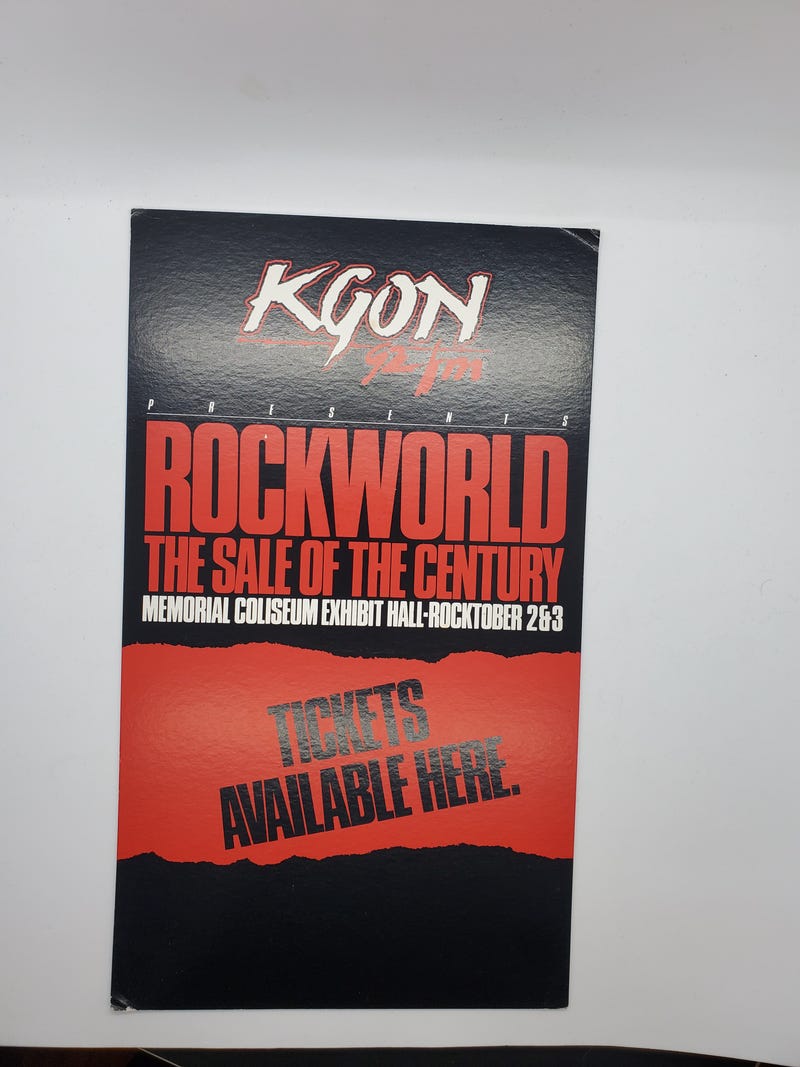 KGON
92 fm
PRESENTS
ROCKWORLD
THE SALE OF THE CENTURY
MEMORIAL COLISEUM EXHIBIT HALL-ROCKTOBER 2&3
TICKETS
AVAILABLE HERE.